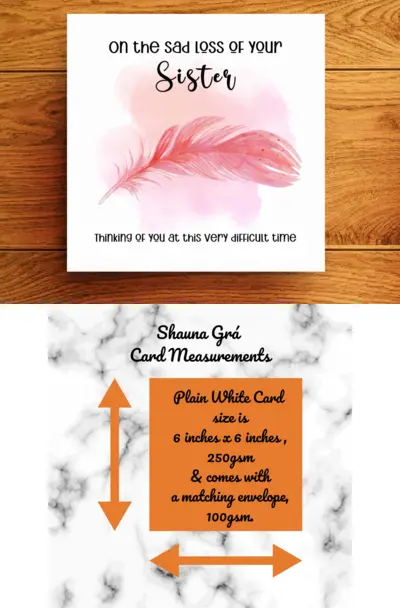 On the sad loss of your
Sister
Thinking of you at this very difficult time
Shauna Grá
Card Measurements
Plain White Card
size is
6 inches x 6 inches ,
250gsm
& comes with
a matching envelope,
100gsm.